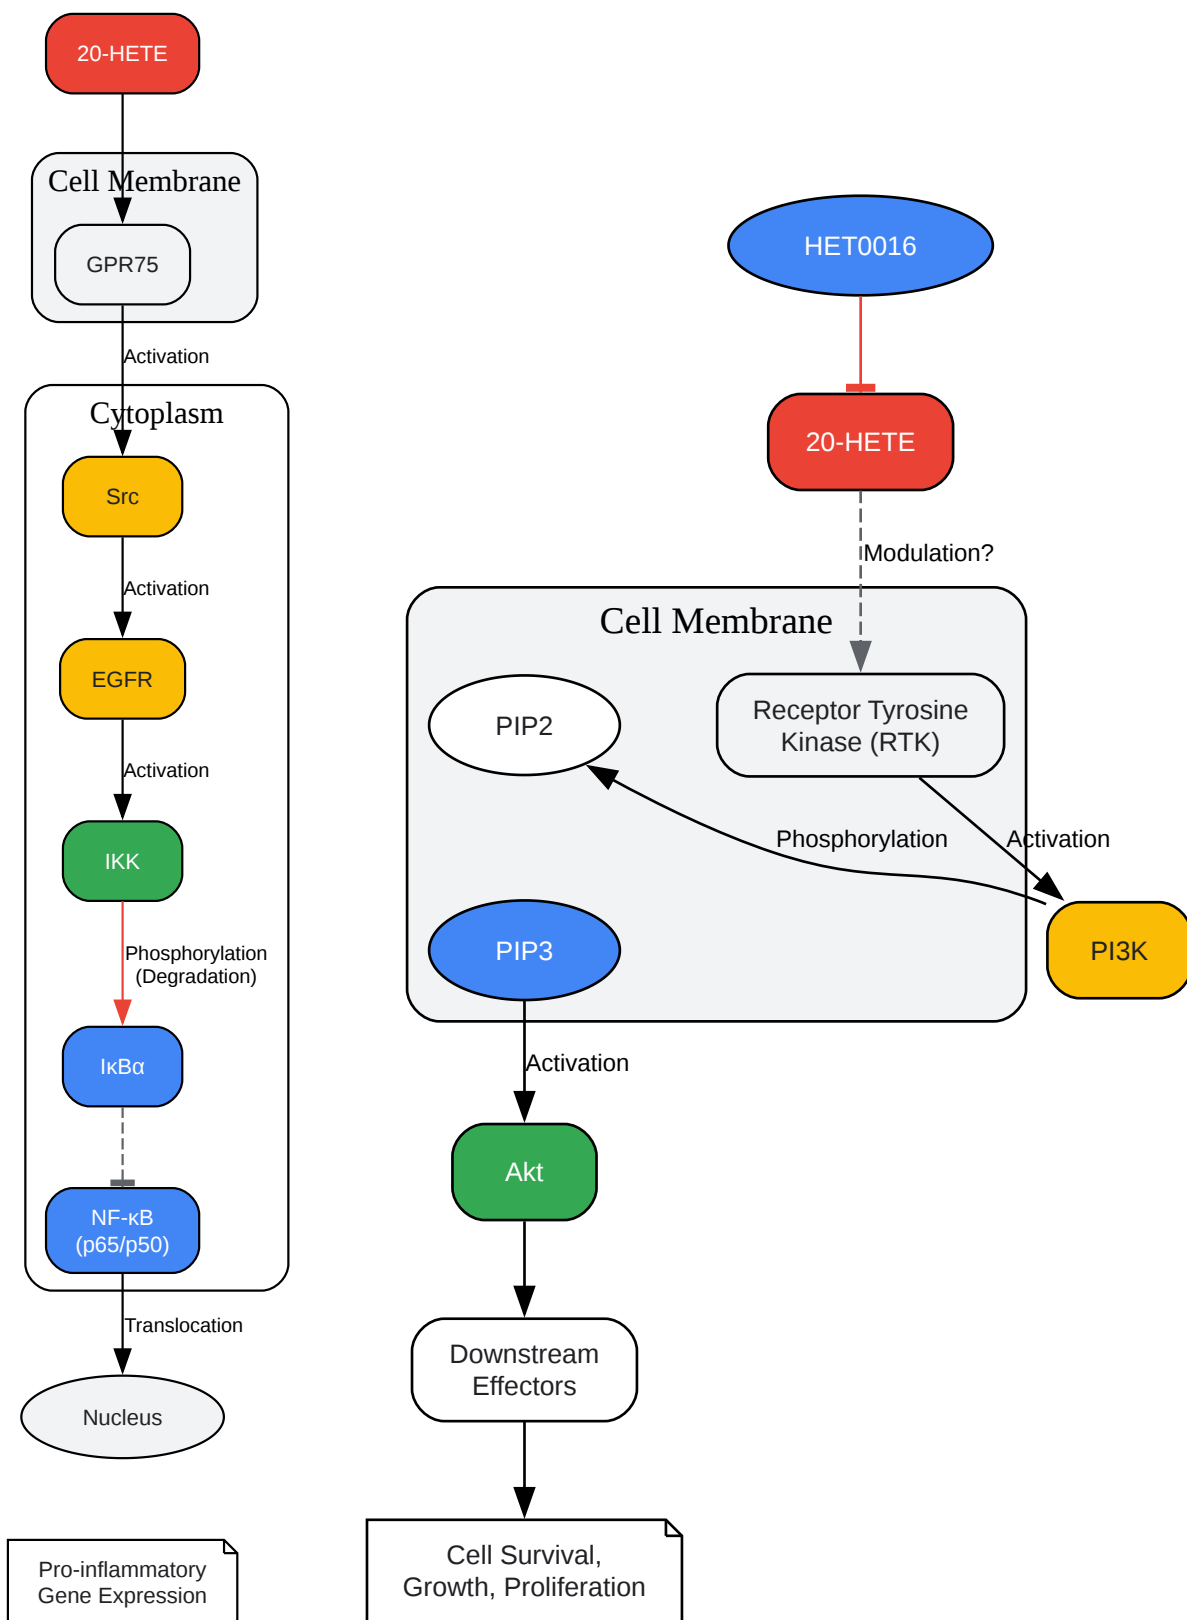 20-HETE
Cell Membrane
GPR75
Activation
Cytoplasm
Src
Activation
EGFR
Activation
IKK
Phosphorylation
(Degradation)
IκBα
NF-κB
(p65/p50)
Translocation
Nucleus
Pro-inflammatory
Gene Expression
HET0016
20-HETE
Modulation?
Cell Membrane
PIP2
Receptor Tyrosine
Kinase (RTK)
Phosphorylation
Activation
PIP3
PI3K
Activation
Akt
Downstream
Effectors
Cell Survival,
Growth, Proliferation